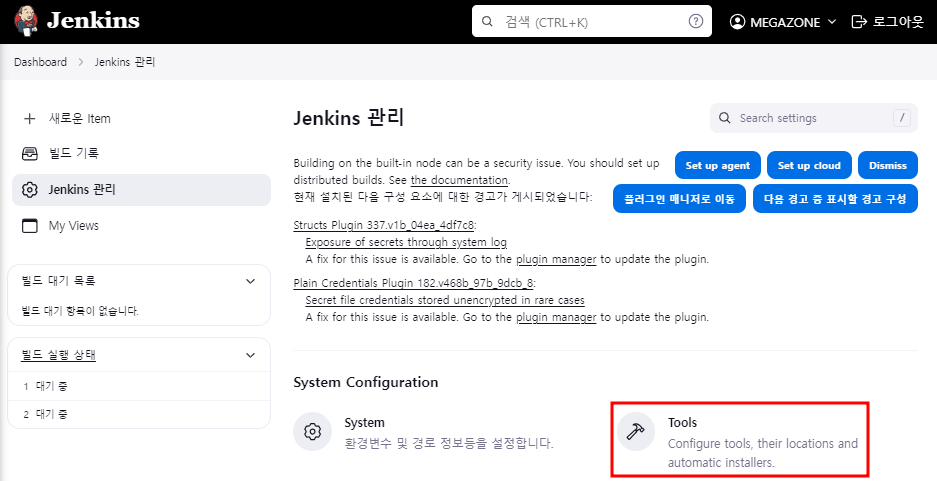 Jenkins
검색 (CTRL+K)
MEGAZONE
로그아웃
Dashboard
Jenkins 관리
새로운 Item
빌드 기록
Jenkins 관리
My Views
빌드 대기 목록
빌드 대기 항목이 없습니다.
빌드 실행 상태
1 대기 중
2 대기 중
Jenkins 관리
Search settings
/
Building on the built-in node can be a security issue. You should set up
distributed builds. See the documentation.
Set up agent
Set up cloud
Dismiss
현재 설치된 다음 구성 요소에 대한 경고가 게시되었습니다:
플러그인 매니저로 이동
다음 경고 중 표시할 경고 구성
Structs Plugin 337.v1b_04ea_4df7c8:
Exposure of secrets through system log
A fix for this issue is available. Go to the plugin manager to update the plugin.
Plain Credentials Plugin 182.v468b_97b_9dcb_8:
Secret file credentials stored unencrypted in rare cases
A fix for this issue is available. Go to the plugin manager to update the plugin.
System Configuration
System
환경변수 및 경로 정보등을 설정합니다.
Tools
Configure tools, their locations and
automatic installers.